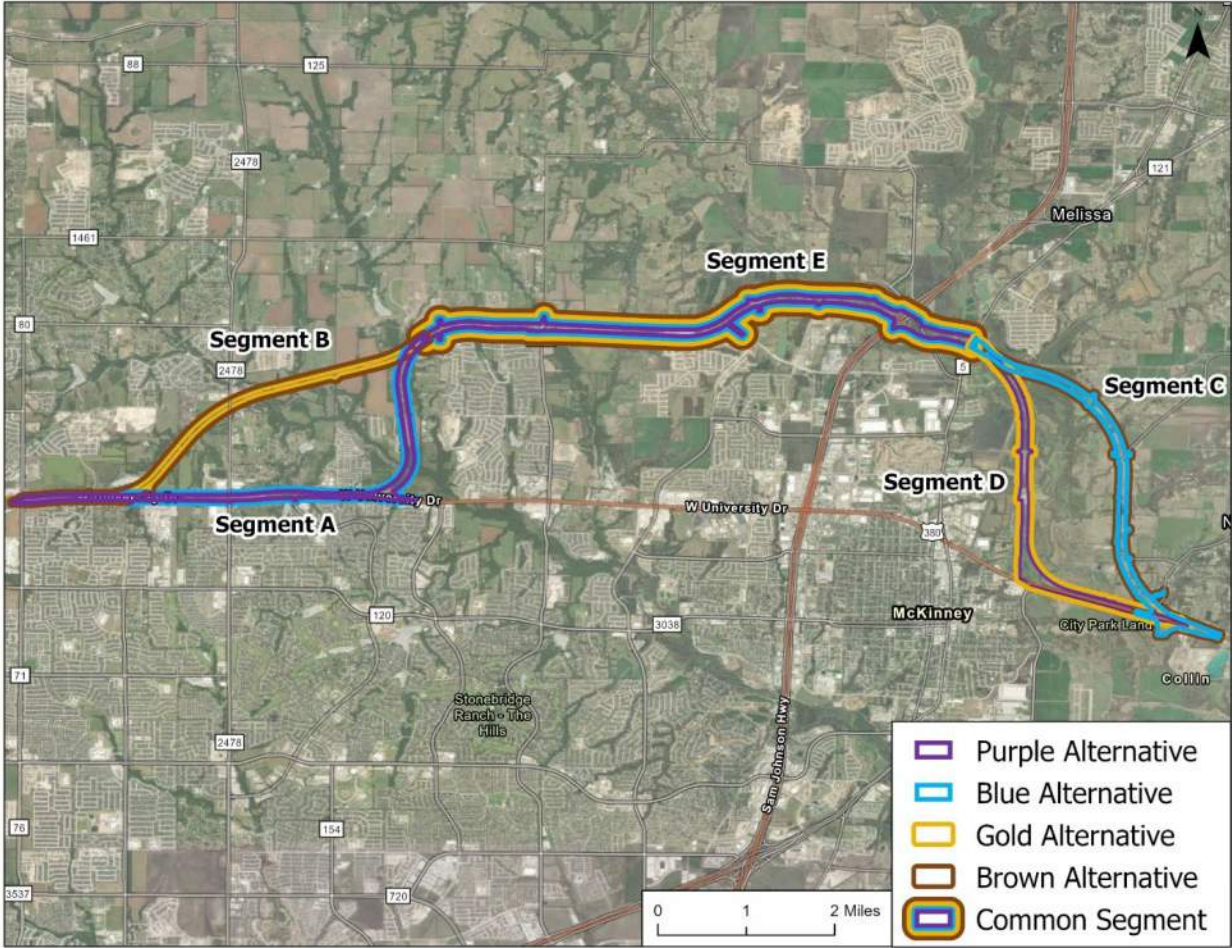 N
88
125
2478
121
Melissa
1461
Segment E
80
Segment B
2478
5
Segment C
Segment D
W University Dr
W University Dr
Segment A
380
McKinney
120
3038
City Park Land
71
Collin
Stonebridge
Ranch - The
Hills
2478
Sam Johnson Hwy
76
154
3537
720
Purple Alternative
Blue Alternative
Gold Alternative
Brown Alternative
Common Segment
0 1 2 Miles